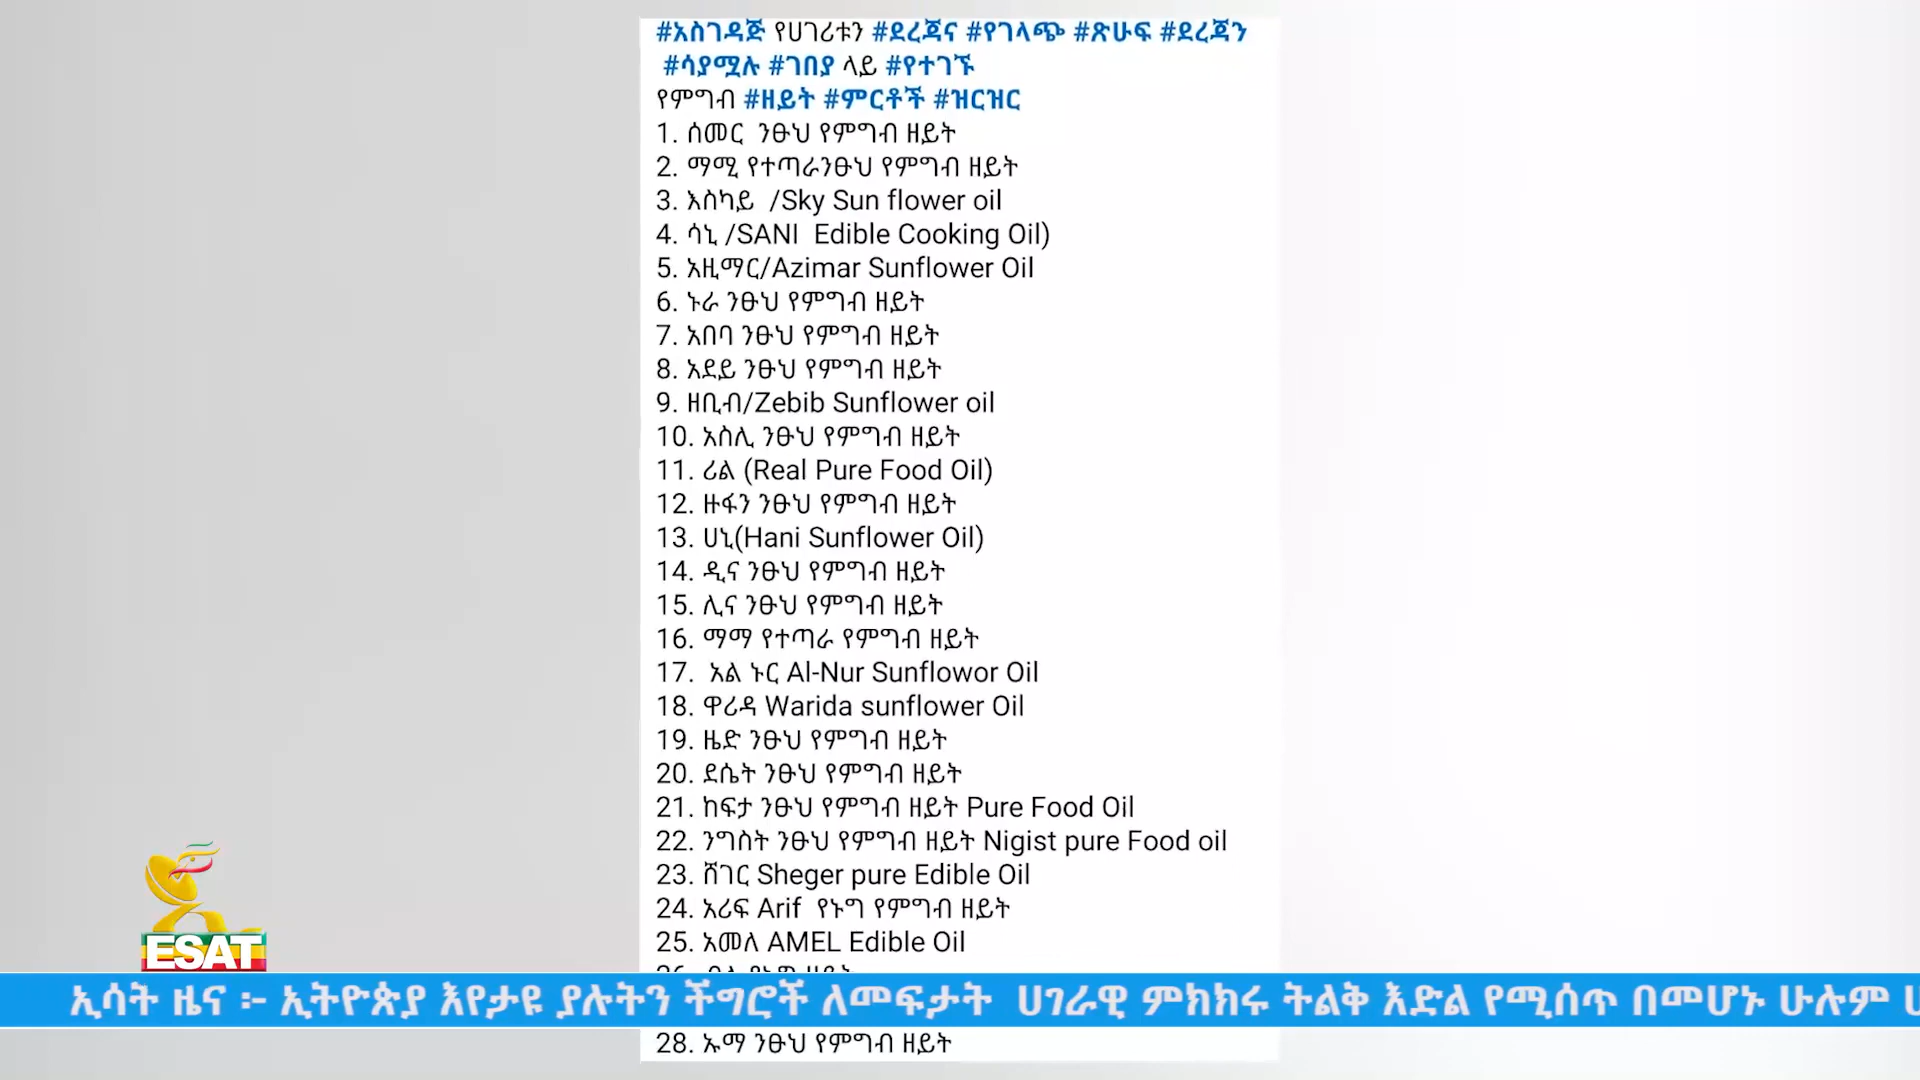 #አስገዳጅ የሀገሪቱን #ደረጃና #የገላጭ #ጽሁፍ #ደረጃን
#ሳያሟሉ #ገበያ ላይ #የተገኙ
የምግብ #ዘይት #ምርቶች #ዝርዝር
1. ሰመር ንፁህ የምግብ ዘይት
2. ማሚ የተጣራንፁህ የምግብ ዘይት
3. እስካይ /Sky Sun flower oil
4. ሳኒ /SANI Edible Cooking Oil)
5. አዚማር/Azimar Sunflower Oil
6. ኑራ ንፁህ የምግብ ዘይት
7. አበባ ንፁህ የምግብ ዘይት
8. አደይ ንፁህ የምግብ ዘይት
9. ዘቢብ/Zebib Sunflower oil
10. አስሊ ንፁህ የምግብ ዘይት
11. ሪል (Real Pure Food Oil)
12. ዙፋን ንፁህ የምግብ ዘይት
13. ሀኒ(Hani Sunflower Oil)
14. ዲና ንፁህ የምግብ ዘይት
15. ሊና ንፁህ የምግብ ዘይት
16. ማማ የተጣራ የምግብ ዘይት
17. አል ኑር Al-Nur Sunflowor Oil
18. ዋሪዳ Warida sunflower Oil
19. ዜድ ንፁህ የምግብ ዘይት
20. ደሴት ንፁህ የምግብ ዘይት
21. ከፍታ ንፁህ የምግብ ዘይት Pure Food Oil
22. ንግስት ንፁህ የምግብ ዘይት Nigist pure Food oil
23. ሸገር Sheger pure Edible Oil
24. አሪፍ Arif የኑግ የምግብ ዘይት
25. አመለ AMEL Edible Oil
ESAT
ኢሳት ዜና ፡- ኢትዮጵያ እየታዩ ያሉትን ችግሮች ለመፍታት ሀገራዊ ምክክሩ ትልቅ እድል የሚሰጥ በመሆኑ ሁሉም
28. ኡማ ንፁህ የምግብ ዘይት